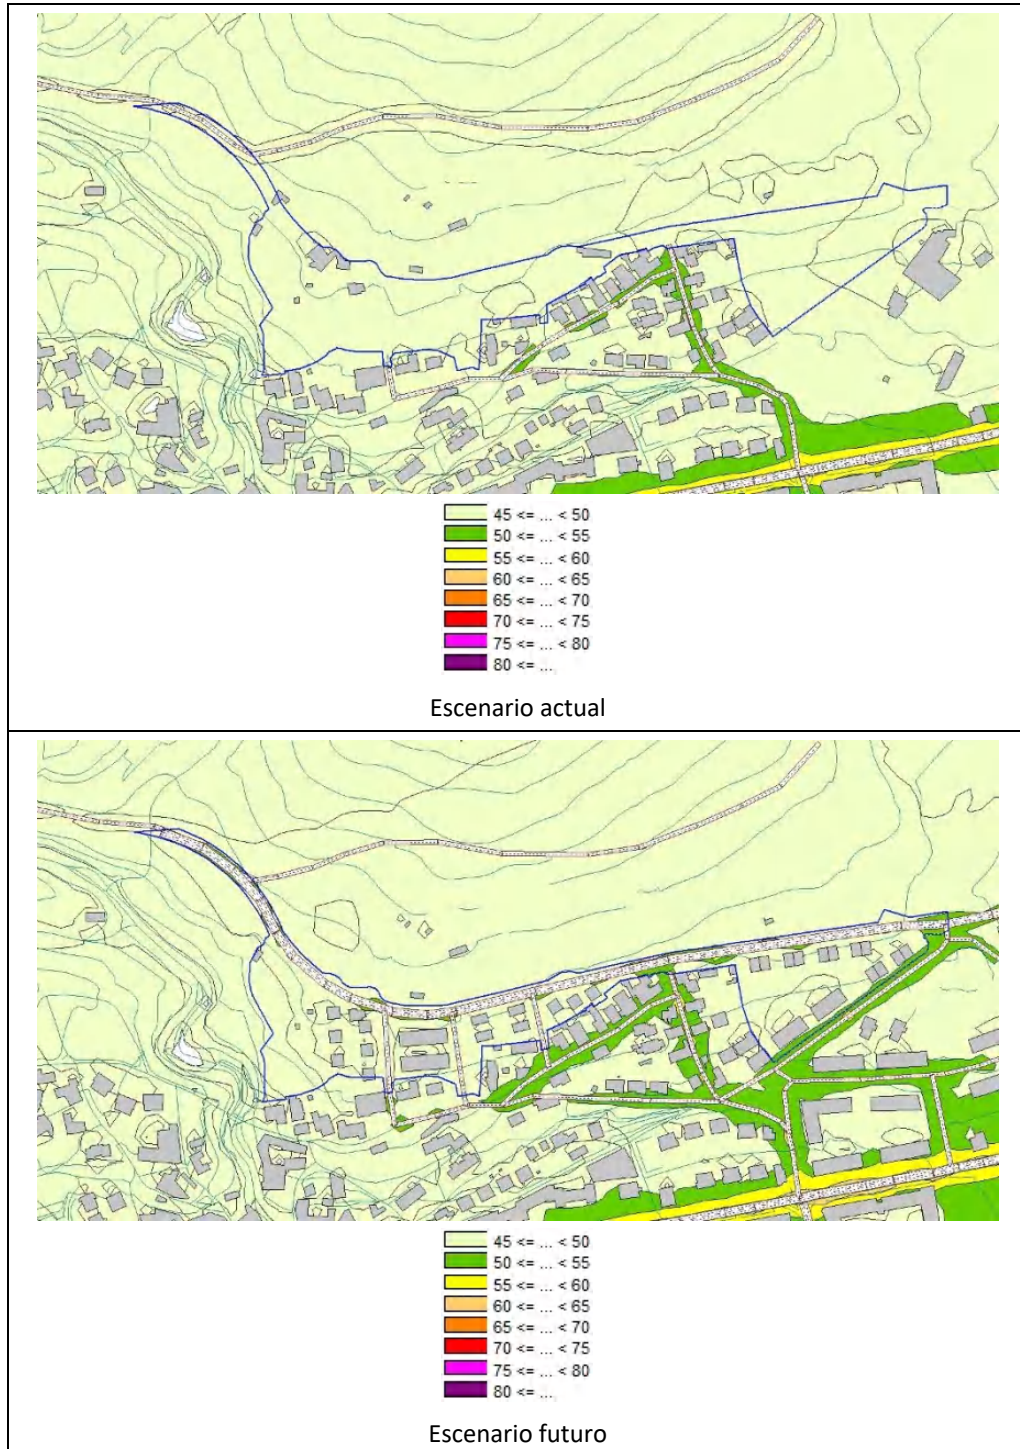 45 <= ... < 50
50 <= ... < 55
55 <= ... < 60
60 <= ... < 65
65 <= ... < 70
70 <= ... < 75
75 <= ... < 80
80 <= ...
Escenario actual
45 <= ... < 50
50 <= ... < 55
55 <= ... < 60
60 <= ... < 65
65 <= ... < 70
70 <= ... < 75
75 <= ... < 80
80 <= ...
Escenario futuro